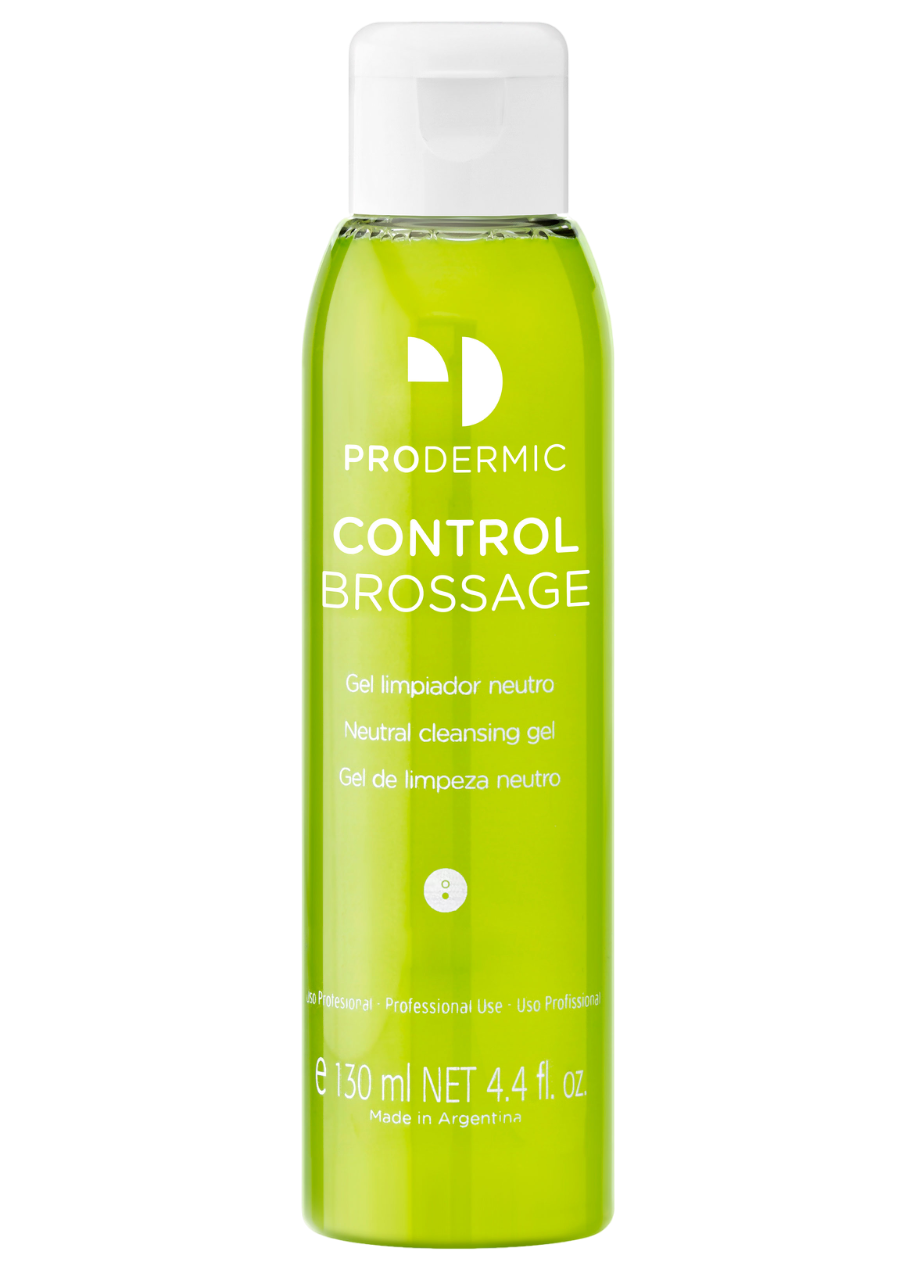 PRODERMIC
CONTROL
BROSSAGE
Gel limpiador neutro
Neutral cleansing gel
Gel de limpeza neutro
Uso Profesional - Professional Use - Uso Profissional
e 130 ml NET 4.4 fl. oz.
Made in Argentina